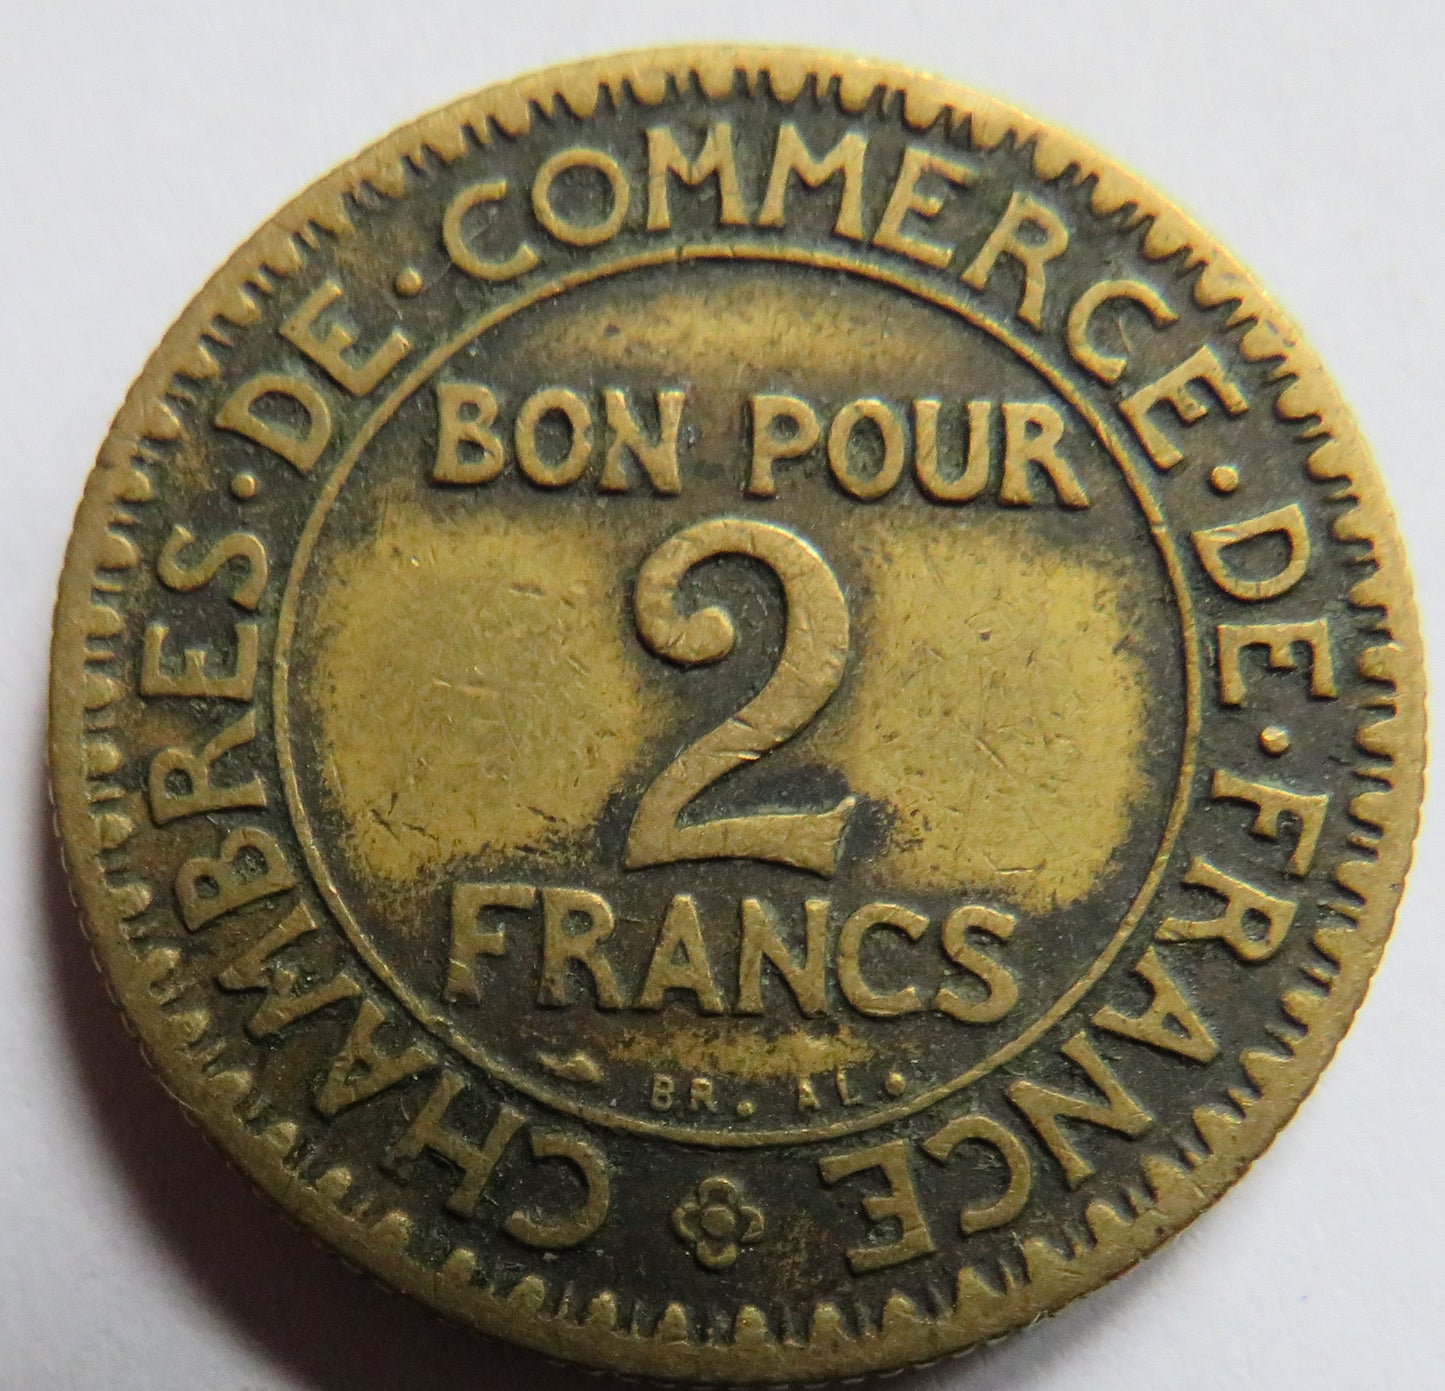 CHAMBRES·DE·COMMERCE·DE·FRANCE
BON POUR
2
FRANCS
BR. AL.